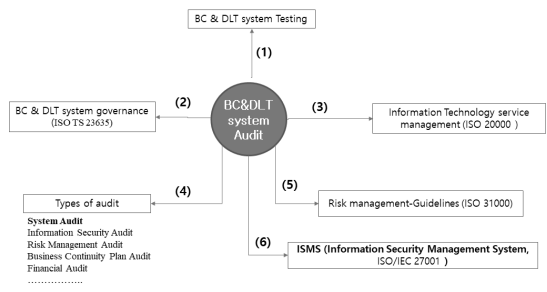 BC & DLT system Testing
(1)
BC&DLT
system
Audit
(2)
BC & DLT system governance
(ISO TS 23635)
(3)
Information Technology service
management (ISO 20000 )
(4)
Types of audit
System Audit
Information Security Audit
Risk Management Audit
Business Continuity Plan Audit
Financial Audit
……………..
(5)
Risk management-Guidelines (ISO 31000)
(6)
ISMS (Information Security Management System,
ISO/IEC 27001 )